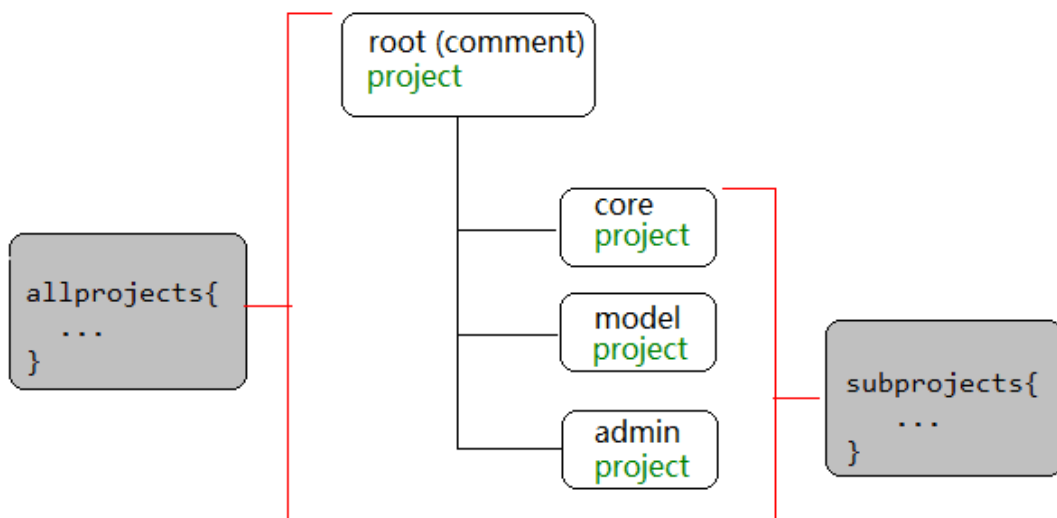 root (comment)
project
core
project
allprojects{
...
}
model
project
subprojects{
...
}
admin
project